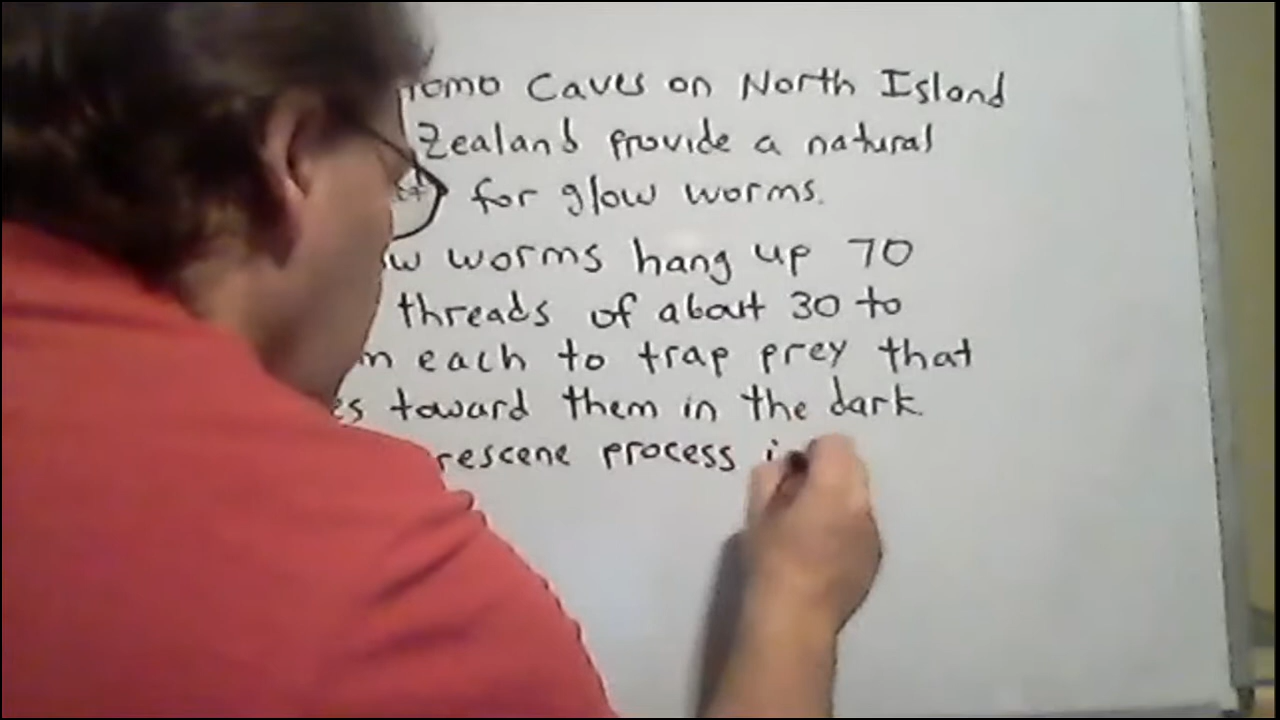 Caves on North Island
Zealand provide a natural
for glow worms.
worms hang up 70
threads of about 30 to
each to trap prey that
toward them in the dark.
process